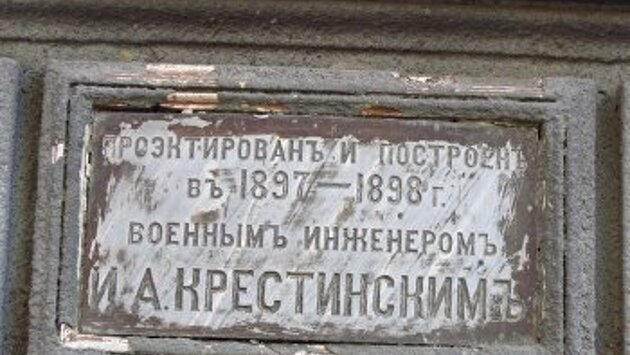 ПРОЭКТИРОВАНЪ И ПОСТРОЕНЪ
ВЪ 1897—1898 Г.
ВОЕННЫМЪ ИНЖЕНЕРОМЪ
И.А.КРЕСТИНСКИМЪ